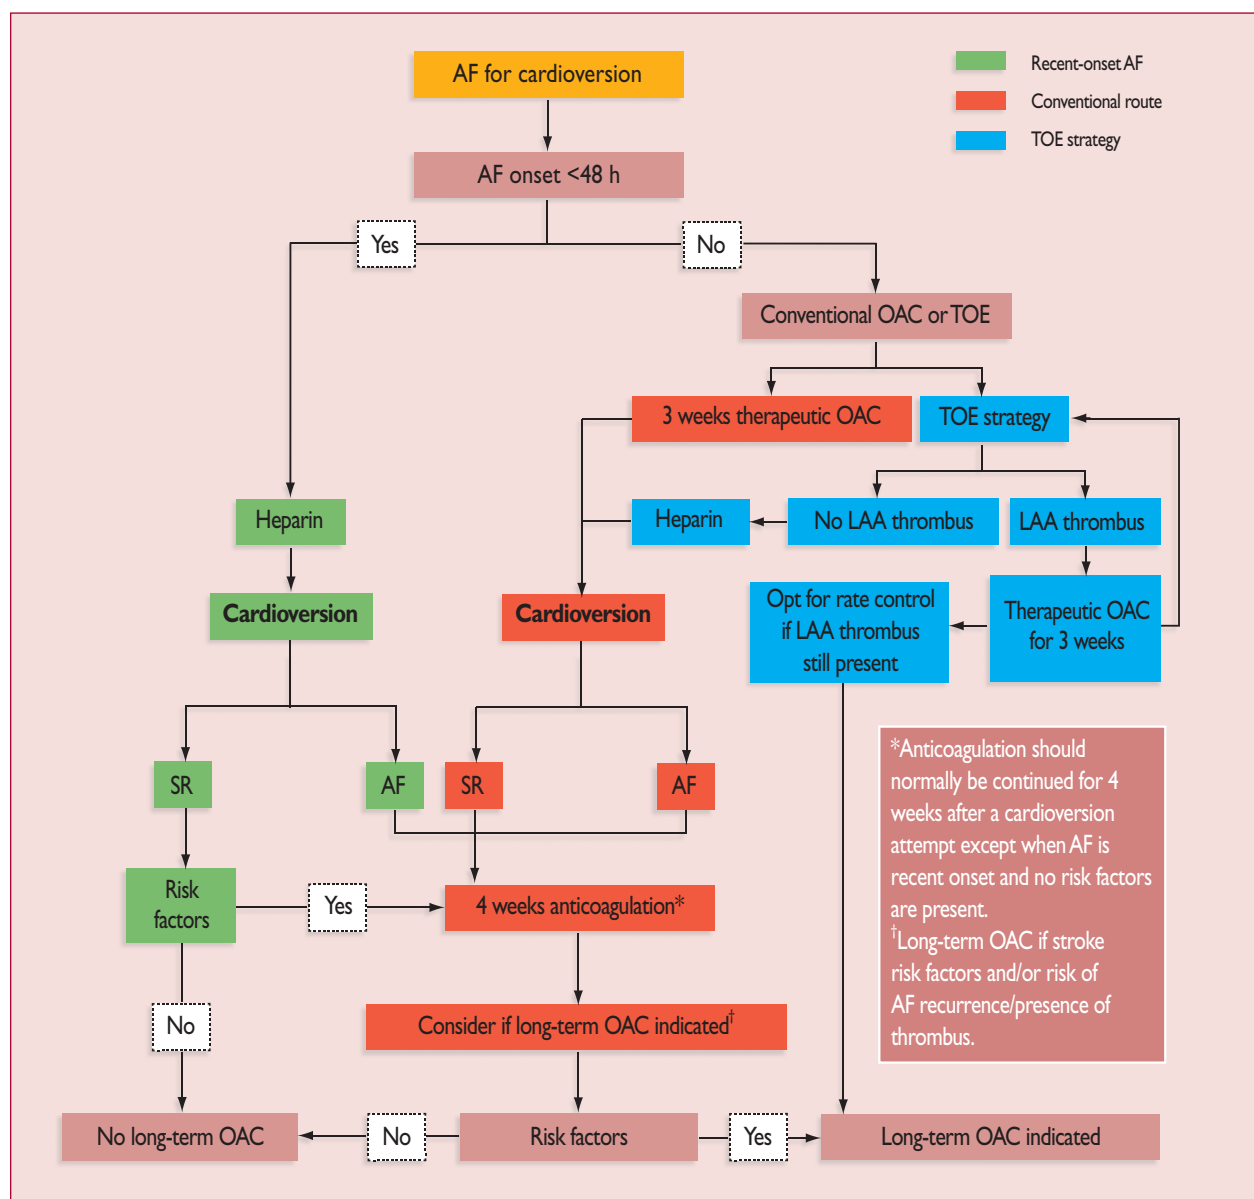 AF for cardioversion
Recent-onset AF
Conventional route
TOE strategy
AF onset <48 h
Yes
No
Conventional OAC or TOE
3 weeks therapeutic OAC
TOE strategy
Heparin
Heparin
No LAA thrombus
LAA thrombus
Cardioversion
Cardioversion
Opt for rate control
if LAA thrombus
still present
Therapeutic OAC
for 3 weeks
SR
AF
SR
AF
*Anticoagulation should
normally be continued for 4
weeks after a cardioversion
attempt except when AF is
recent onset and no risk factors
are present.
†Long-term OAC if stroke
risk factors and/or risk of
AF recurrence/presence of
thrombus.
Risk
factors
Yes
4 weeks anticoagulation*
No
Consider if long-term OAC indicated†
No long-term OAC
No
Risk factors
Yes
Long-term OAC indicated